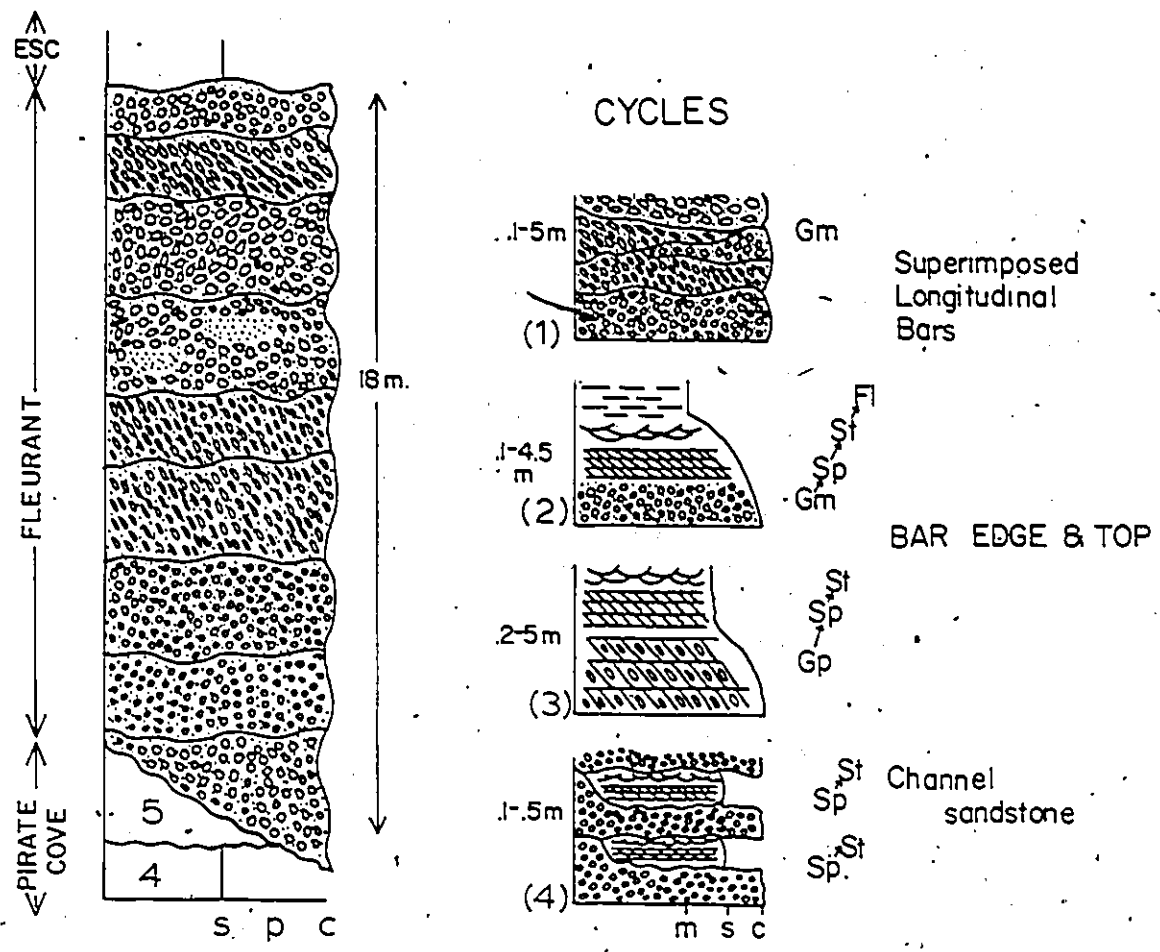 ESC
FLEURANT
PIRATE
COVE
5
4
s p c
18 m.
CYCLES
.1-5m
(1)
Gm
Superimposed
Longitudinal
Bars
.1-4.5
m
(2)
Fl
St
Sp
Gm
BAR EDGE & TOP
.2-5m
(3)
St
Sp
Gp
.1-.5m
(4)
St
Sp
St
Sp
Channel
sandstone
m s c